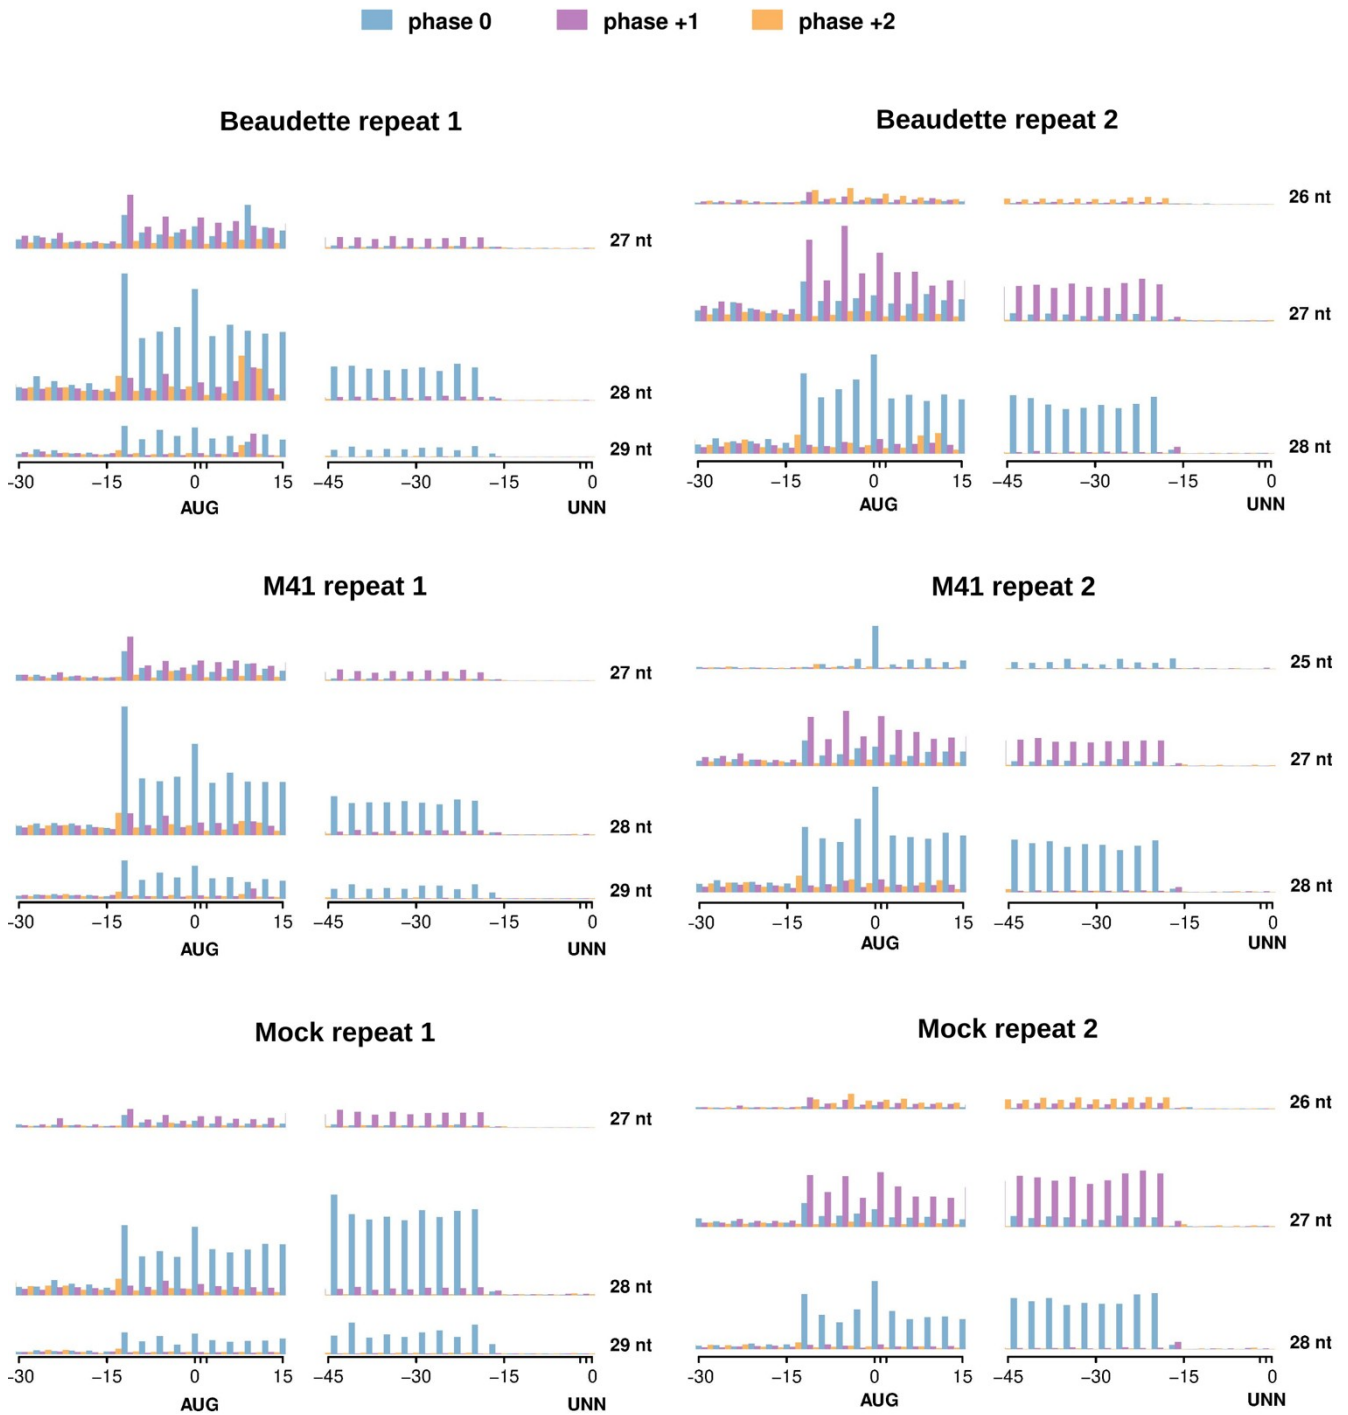 phase 0 phase +1 phase +2
Beaudette repeat 1
27 nt
28 nt
29 nt
-30 −15 0 15 −45 −30 −15 0
AUG UNN
Beaudette repeat 2
26 nt
27 nt
28 nt
-30 −15 0 15 −45 −30 −15 0
AUG UNN
M41 repeat 1
27 nt
28 nt
29 nt
-30 −15 0 15 −45 −30 −15 0
AUG UNN
M41 repeat 2
25 nt
27 nt
28 nt
-30 −15 0 15 −45 −30 −15 0
AUG UNN
Mock repeat 1
27 nt
28 nt
29 nt
-30 −15 0 15 −45 −30 −15 0
AUG UNN
Mock repeat 2
26 nt
27 nt
28 nt
-30 −15 0 15 −45 −30 −15 0
AUG UNN